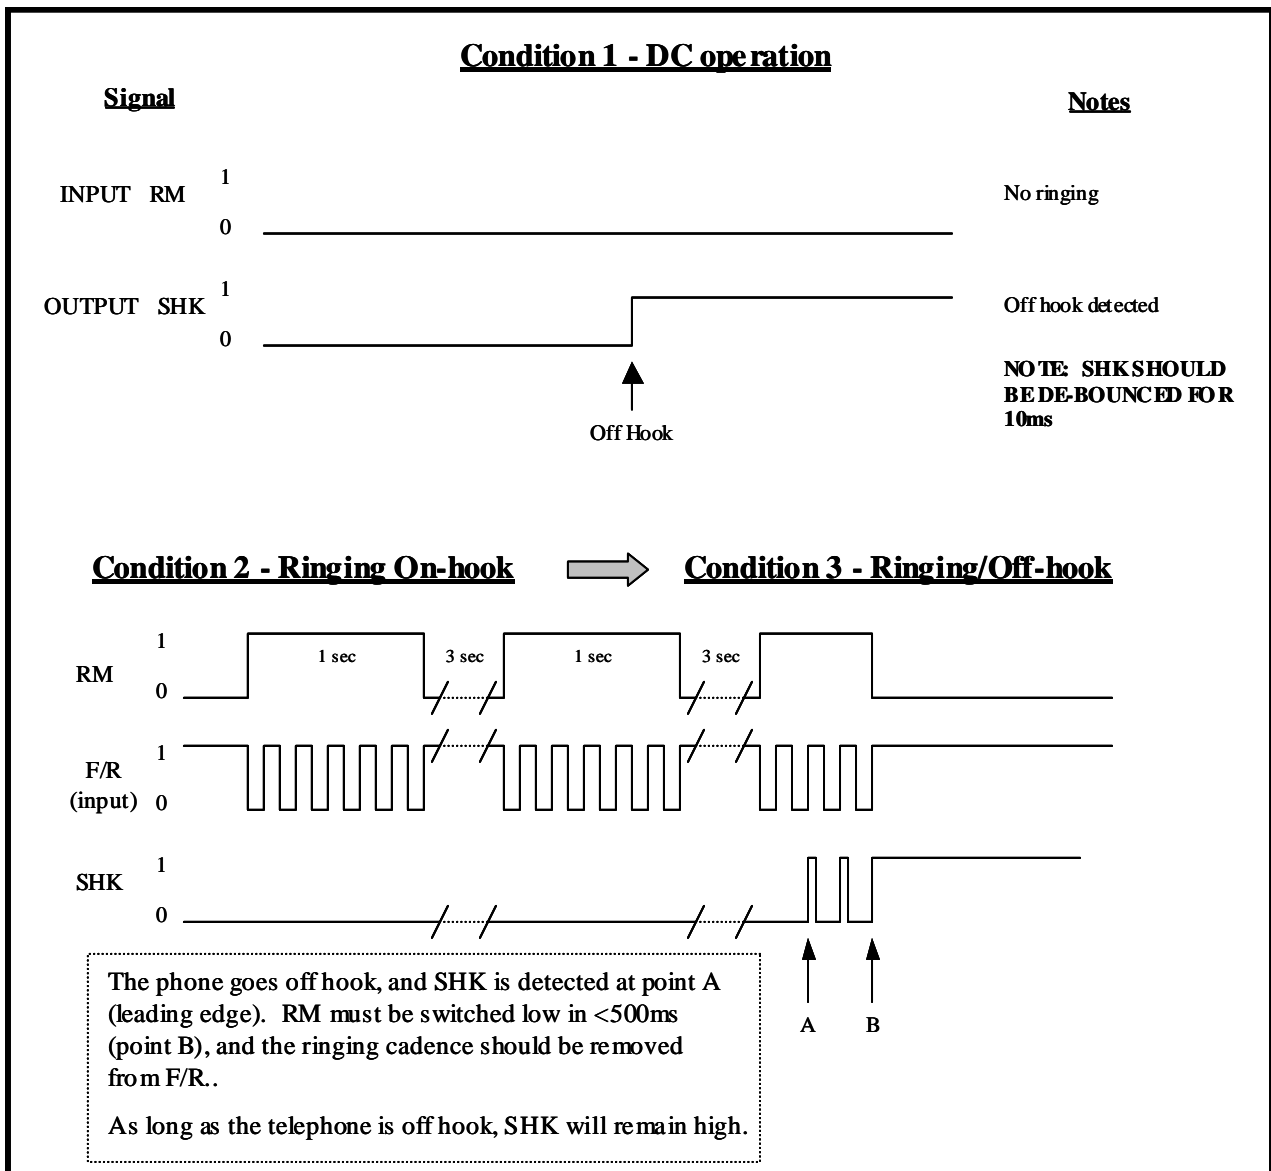 Condition 1 - DC operation
Signal
Notes
INPUT RM
1
0
No ringing
OUTPUT SHK
1
0
Off hook detected
NOTE: SHK SHOULD
BE DE-BOUNCED FOR
10ms
Off Hook
Condition 2 - Ringing On-hook
Condition 3 - Ringing/Off-hook
RM
1
0
1 sec
3 sec
1 sec
3 sec
F/R
(input)
1
0
SHK
1
0
A
B
The phone goes off hook, and SHK is detected at point A
(leading edge). RM must be switched low in <500ms
(point B), and the ringing cadence should be removed
from F/R..
As long as the telephone is off hook, SHK will remain high.